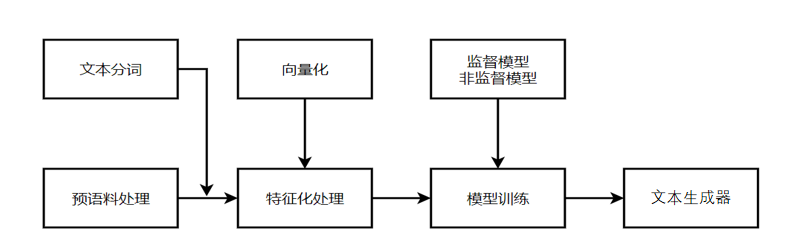 文本分词
向量化
监督模型
非监督模型
预语料处理
特征化处理
模型训练
文本生成器